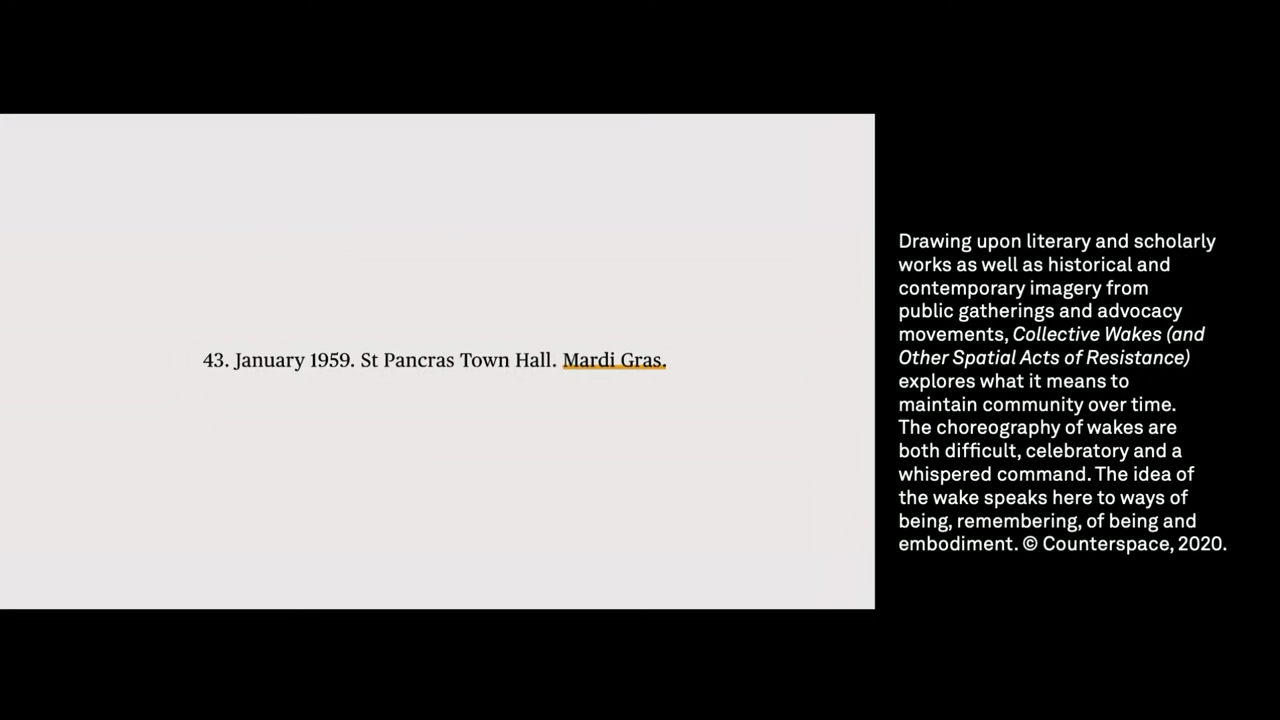 43. January 1959. St Pancras Town Hall. Mardi Gras.
Drawing upon literary and scholarly
works as well as historical and
contemporary imagery from
public gatherings and advocacy
movements, Collective Wakes (and
Other Spatial Acts of Resistance)
explores what it means to
maintain community over time.
The choreography of wakes are
both difficult, celebratory and a
whispered command. The idea of
the wake speaks here to ways of
being, remembering, of being and
embodiment. © Counterspace, 2020.